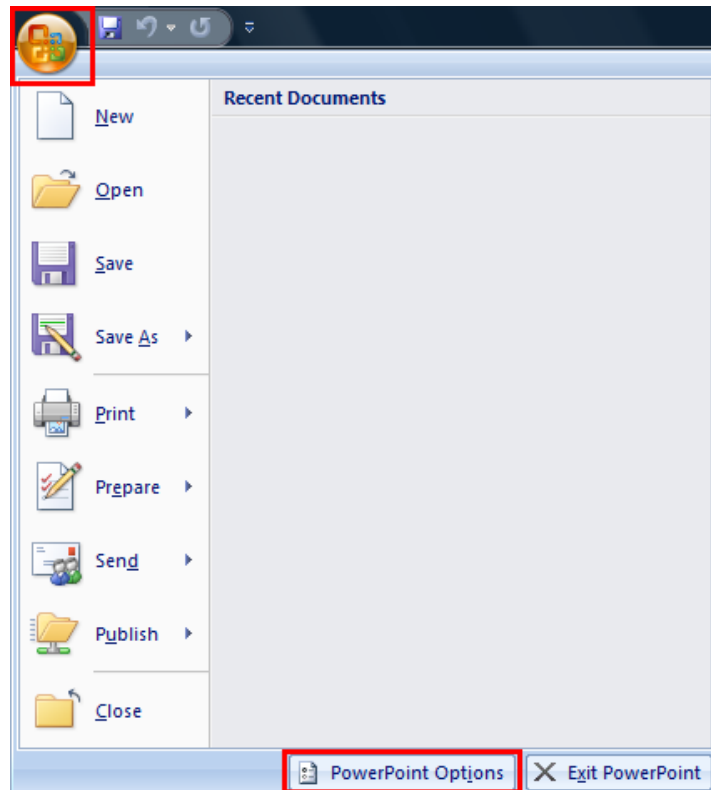 Recent Documents
New
Open
Save
Save As
Print
Prepare
Send
Publish
Close
PowerPoint Options
Exit PowerPoint